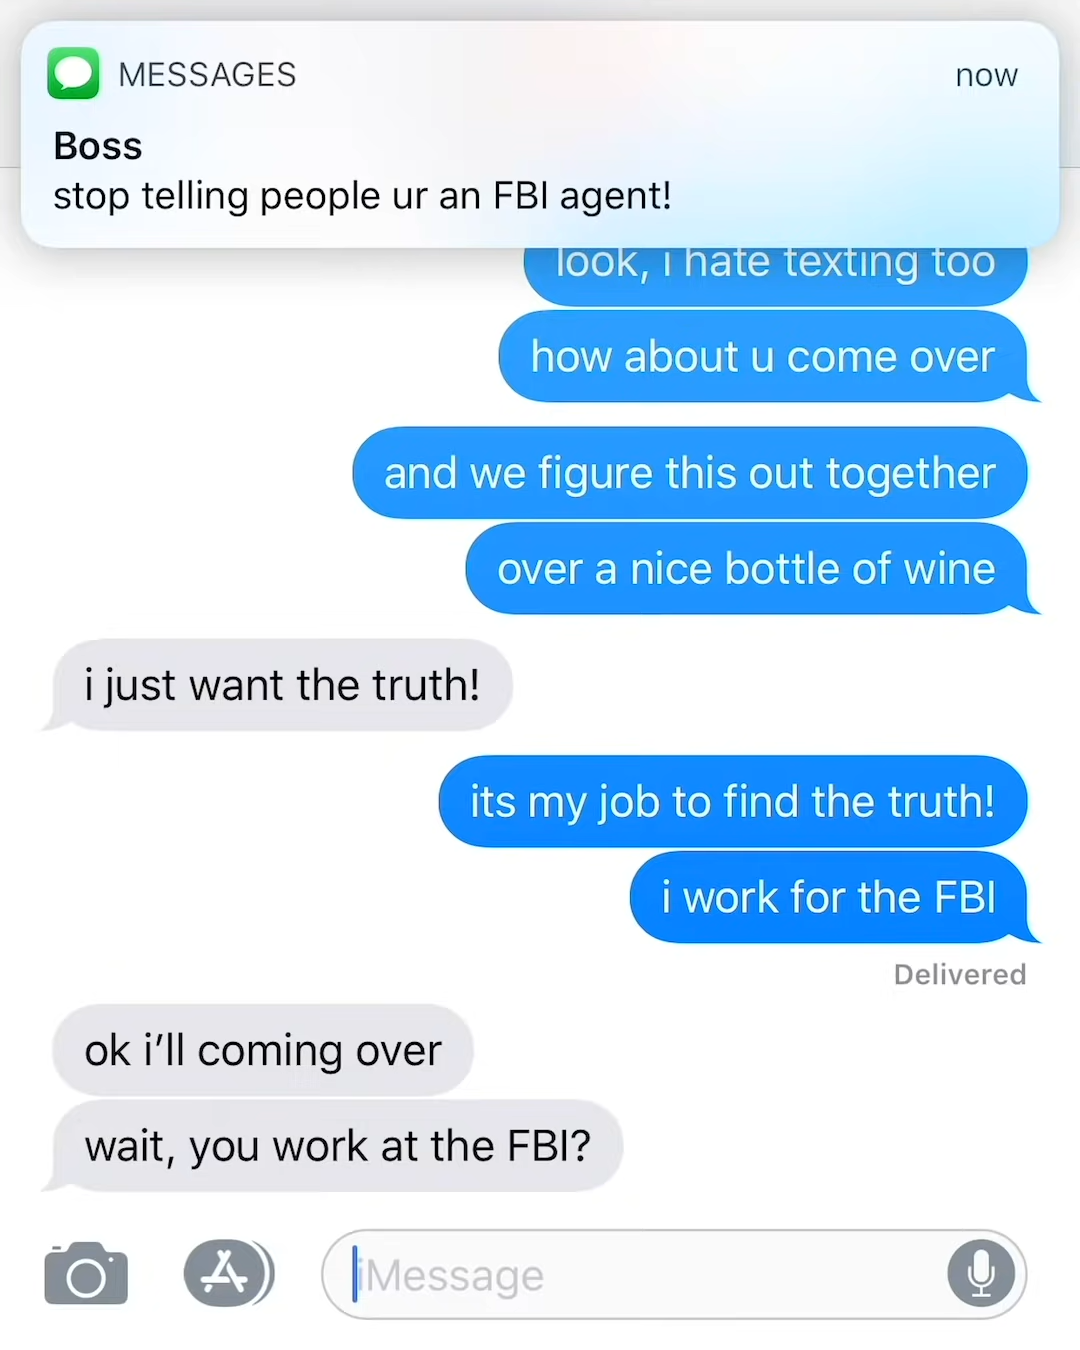 MESSAGES now
Boss
stop telling people ur an FBI agent!
look, i hate texting too
how about u come over
and we figure this out together
over a nice bottle of wine
i just want the truth!
its my job to find the truth!
i work for the FBI
Delivered
ok i’ll coming over
wait, you work at the FBI?
iMessage